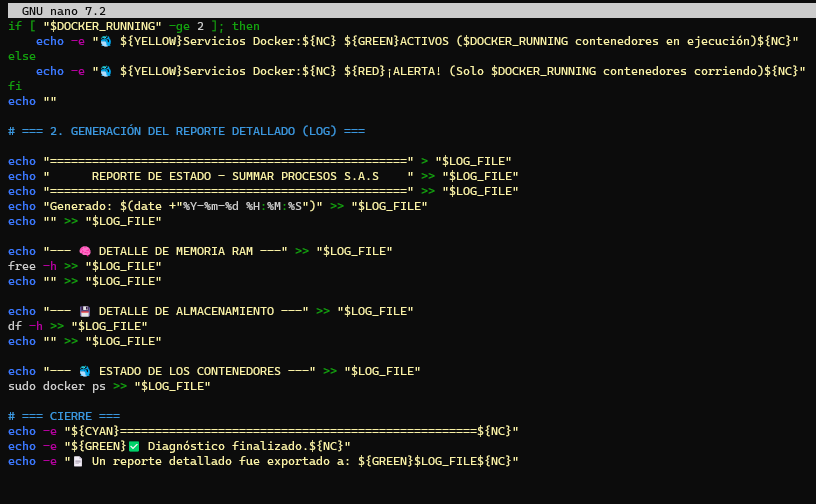 GNU nano 7.2
if [ "$DOCKER_RUNNING" -ge 2 ]; then
    echo -e "🐳 ${YELLOW}Servicios Docker:${NC} ${GREEN}ACTIVOS ($DOCKER_RUNNING contenedores en ejecución)${NC}"
else
    echo -e "🐳 ${YELLOW}Servicios Docker:${NC} ${RED}¡ALERTA! (Solo $DOCKER_RUNNING contenedores corriendo)${NC}"
fi
echo ""

# === 2. GENERACIÓN DEL REPORTE DETALLADO (LOG) ===

echo "===================================================" > "$LOG_FILE"
echo "      REPORTE DE ESTADO - SUMMAR PROCESOS S.A.S    " >> "$LOG_FILE"
echo "===================================================" >> "$LOG_FILE"
echo "Generado: $(date +"%Y-%m-%d %H:%M:%S")" >> "$LOG_FILE"
echo "" >> "$LOG_FILE"

echo "--- 🧠 DETALLE DE MEMORIA RAM ---" >> "$LOG_FILE"
free -h >> "$LOG_FILE"
echo "" >> "$LOG_FILE"

echo "--- 💾 DETALLE DE ALMACENAMIENTO ---" >> "$LOG_FILE"
df -h >> "$LOG_FILE"
echo "" >> "$LOG_FILE"

echo "--- 🐳 ESTADO DE LOS CONTENEDORES ---" >> "$LOG_FILE"
sudo docker ps >> "$LOG_FILE"

# === CIERRE ===
echo -e "${CYAN}===================================================${NC}"
echo -e "${GREEN}✅ Diagnóstico finalizado.${NC}"
echo -e "📄 Un reporte detallado fue exportado a: ${GREEN}$LOG_FILE${NC}"